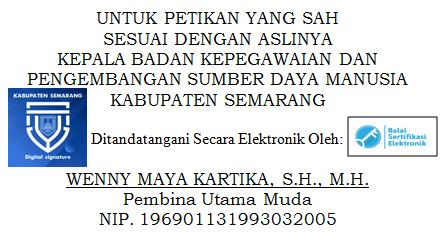 UNTUK PETIKAN YANG SAH
SESUAI DENGAN ASLINYA
KEPALA BADAN KEPEGAWAIAN DAN
PENGEMBANGAN SUMBER DAYA MANUSIA
KABUPATEN SEMARANG
KABUPATEN SEMARANG
Digital signature
Ditandatangani Secara Elektronik Oleh:
Balai
Sertifikasi
Elektronik
WENNY MAYA KARTIKA, S.H., M.H.
Pembina Utama Muda
NIP. 196901131993032005